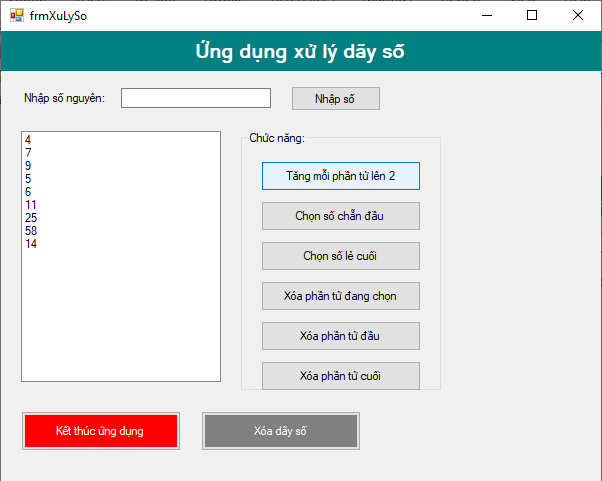 frmXuLySo
Ứng dụng xử lý dãy số
Nhập số nguyên:
Nhập số
4
7
9
5
6
11
25
58
14
Chức năng:
Tăng mỗi phần tử lên 2
Chọn số chẵn đầu
Chọn số lẻ cuối
Xóa phần tử đang chọn
Xóa phần tử đầu
Xóa phần tử cuối
Kết thúc ứng dụng
Xóa dãy số